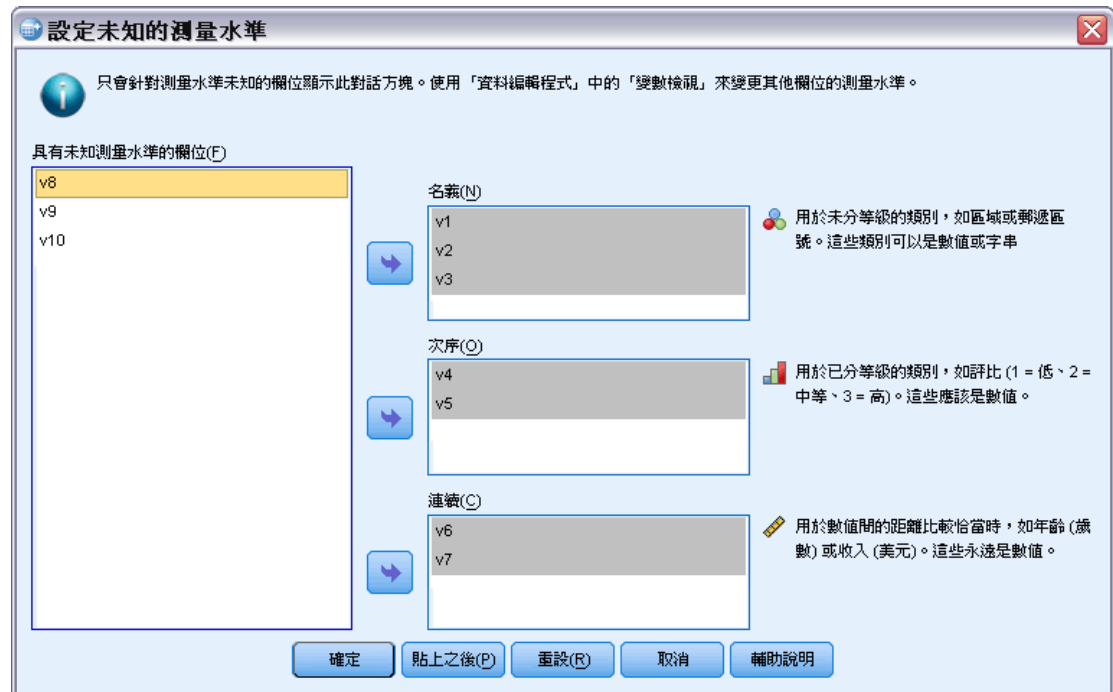 設定未知的測量水準
只會針對測量水準未知的欄位顯示此對話方塊。使用「資料編輯程式」中的「變數檢視」來變更其他欄位的測量水準。
具有未知測量水準的欄位(F)
v8
v9
v10
名義(N)
v1
v2
v3
用於未分等級的類別，如區域或郵遞區
號。這些類別可以是數值或字串
次序(O)
v4
v5
用於已分等級的類別，如評比 (1 = 低、2 =
中等、3 = 高)。這些應該是數值。
連續(C)
v6
v7
用於數值間的距離比較恰當時，如年齡 (歲
數) 或收入 (美元)。這些永遠是數值。
確定
貼上之後(P)
重設(R)
取消
輔助說明